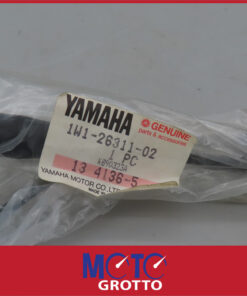 YAMAHA
GENUINE
parts & accessories
1W1-26311-02
1 PC
13 4136-5
YAMAHA MOTOR CO., LTD.
MOTO
GROTTO